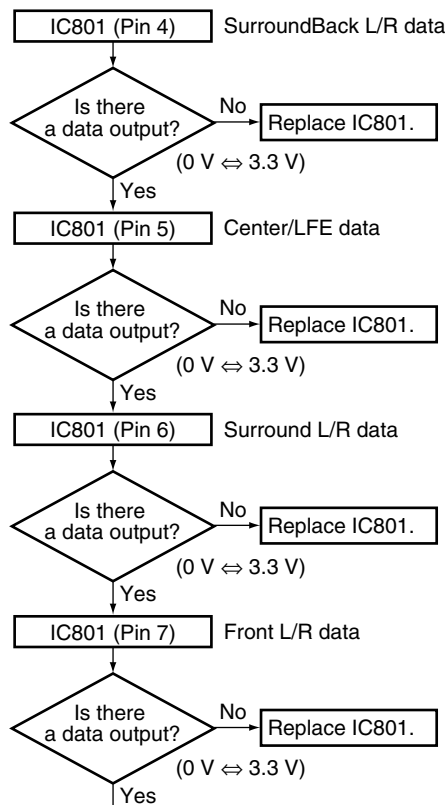 IC801 (Pin 4) SurroundBack L/R data
Is there
a data output?
No
Replace IC801.
(0 V ⇔ 3.3 V)
Yes
IC801 (Pin 5) Center/LFE data
Is there
a data output?
No
Replace IC801.
(0 V ⇔ 3.3 V)
Yes
IC801 (Pin 6) Surround L/R data
Is there
a data output?
No
Replace IC801.
(0 V ⇔ 3.3 V)
Yes
IC801 (Pin 7) Front L/R data
Is there
a data output?
No
Replace IC801.
(0 V ⇔ 3.3 V)
Yes